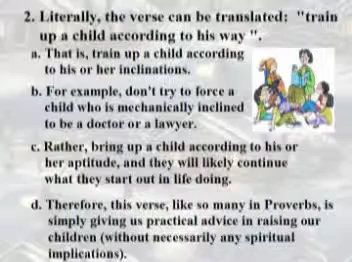 2. Literally, the verse can be translated: "train
up a child according to his way ".
a. That is, train up a child according
to his or her inclinations.
b. For example, don't try to force a
child who is mechanically inclined
to be a doctor or a lawyer.
c. Rather, bring up a child according to his or
her aptitude, and they will likely continue
what they start out in life doing.
d. Therefore, this verse, like so many in Proverbs, is
simply giving us practical advice in raising our
children (without necessarily any spiritual
implications).